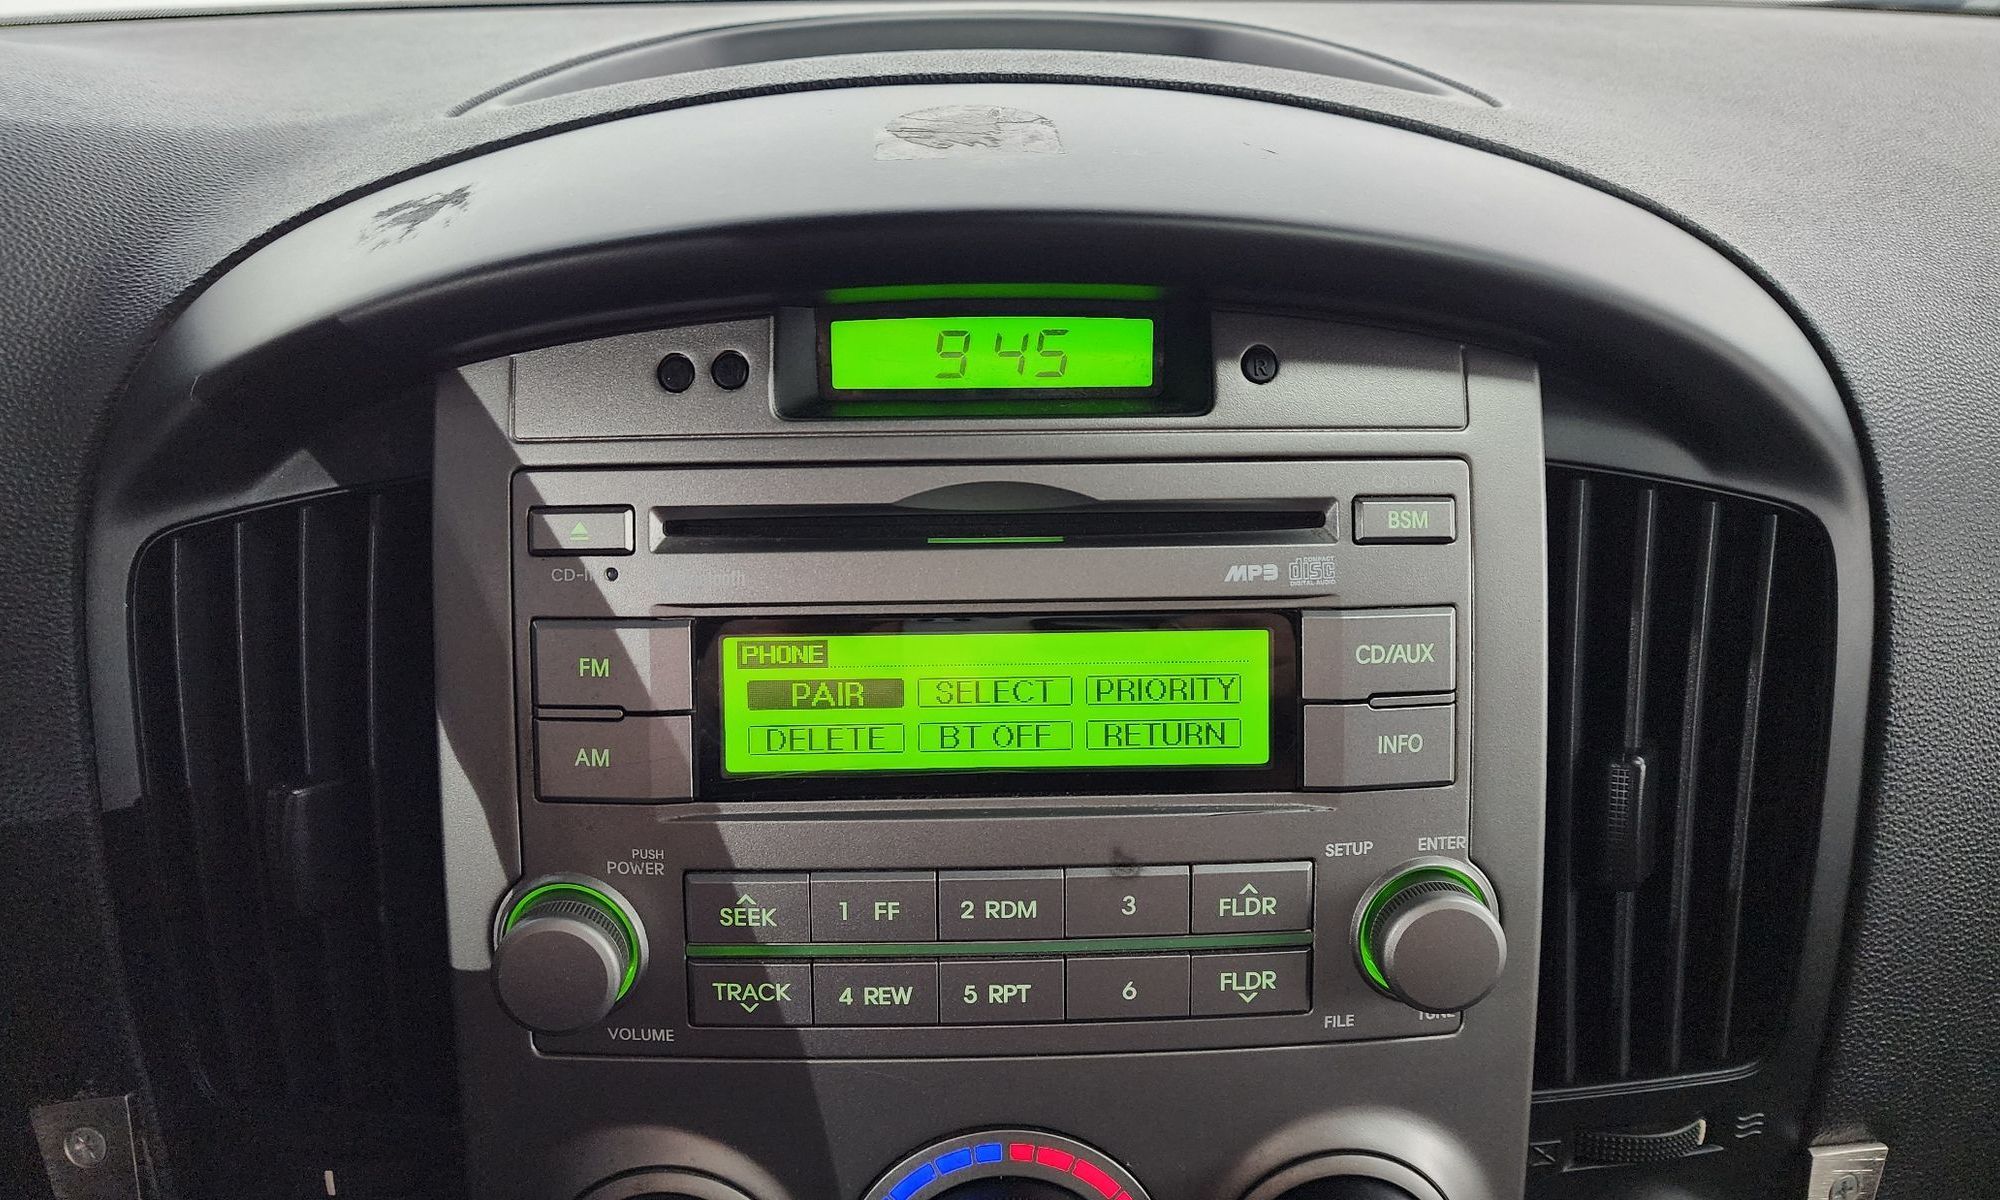 9 45
R
BSM
CD-I
MP3
COMPACT
disc
DIGITAL AUDIO
FM
AM
PHONE
PAIR SELECT PRIORITY
DELETE BT OFF RETURN
CD/AUX
INFO
PUSH
POWER
VOLUME
SEEK 1 FF 2 RDM 3 FLDR
TRACK 4 REW 5 RPT 6 FLDR
SETUP ENTER
FILE TUNE